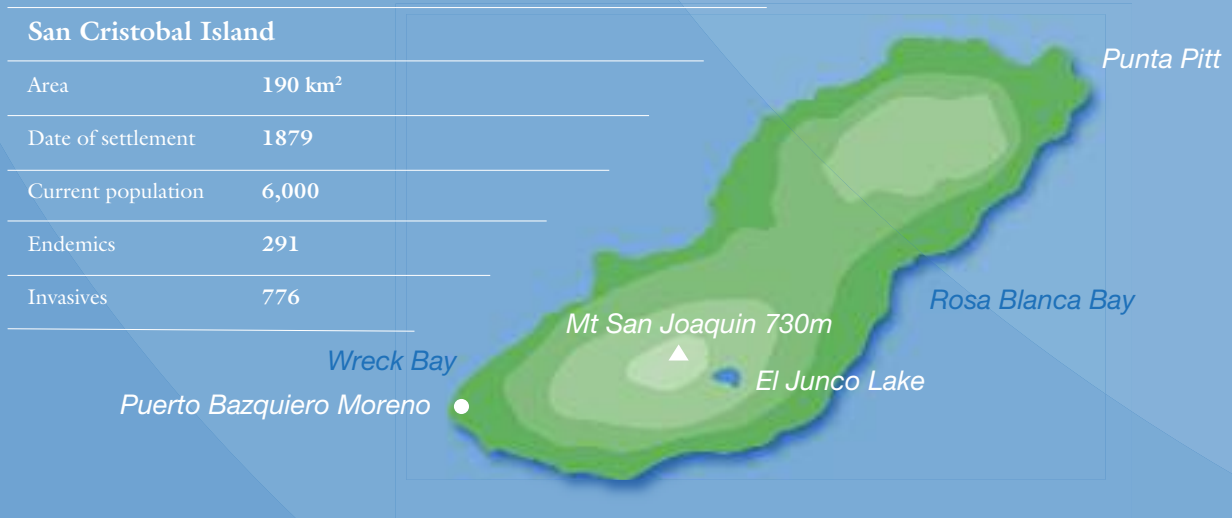 San Cristobal Island
Area 190 km²
Date of settlement 1879
Current population 6,000
Endemics 291
Invasives 776
Punta Pitt
Rosa Blanca Bay
Mt San Joaquin 730m
Wreck Bay
El Junco Lake
Puerto Bazquiero Moreno